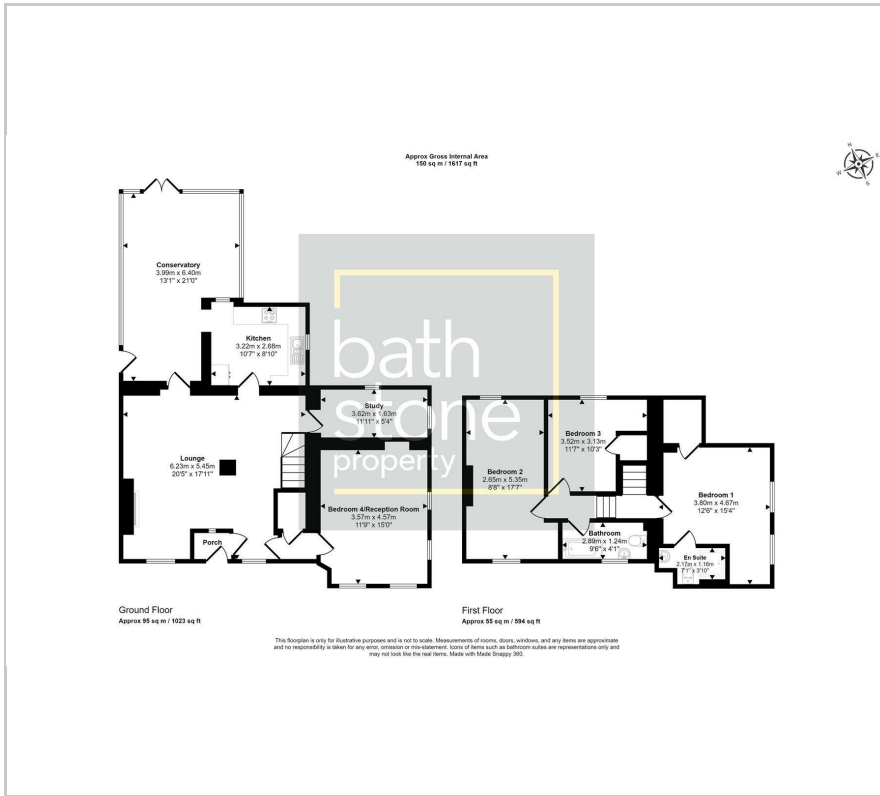 Approx Gross Internal Area
150 sq m / 1617 sq ft
N
E
S
W
Conservatory
3.99m x 6.40m
13'1" x 21'0"
Kitchen
3.22m x 2.68m
10'7" x 8'10"
bath
stone
property
Study
3.62m x 1.63m
11'11" x 5'4"
Lounge
6.23m x 5.45m
20'5" x 17'11"
Bedroom 4/Reception Room
3.57m x 4.57m
11'9" x 15'0"
Porch
Bedroom 3
3.52m x 3.13m
11'7" x 10'3"
Bedroom 2
2.65m x 5.35m
8'8" x 17'7"
Bedroom 1
3.80m x 4.67m
12'6" x 15'4"
Bathroom
2.89m x 1.24m
9'6" x 4'1"
En Suite
2.17m x 1.16m
7'1" x 3'10"
Ground Floor
Approx 95 sq m / 1023 sq ft
First Floor
Approx 55 sq m / 594 sq ft
This floorplan is only for illustrative purposes and is not to scale. Measurements of rooms, doors, windows, and any items are approximate
and no responsibility is taken for any error, omission or mis-statement. Icons of items such as bathroom suites are representations only and
may not look like the real items. Made with Made Snappy 360.